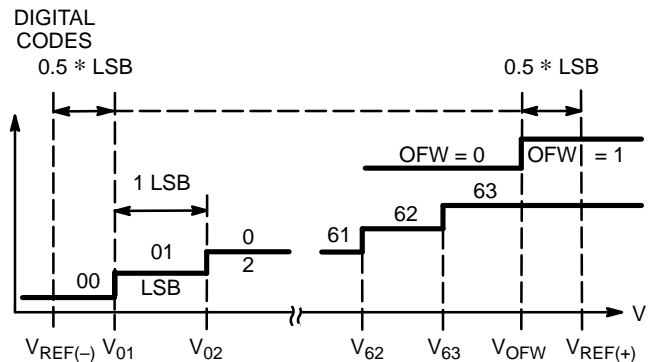 DIGITAL
CODES
0.5 * LSB
0.5 * LSB
OFW = 0
OFW = 1
1 LSB
63
62
61
0
2
01
LSB
00
V
VREF(–)
V01
V02
V62
V63
VOFW
VREF(+)